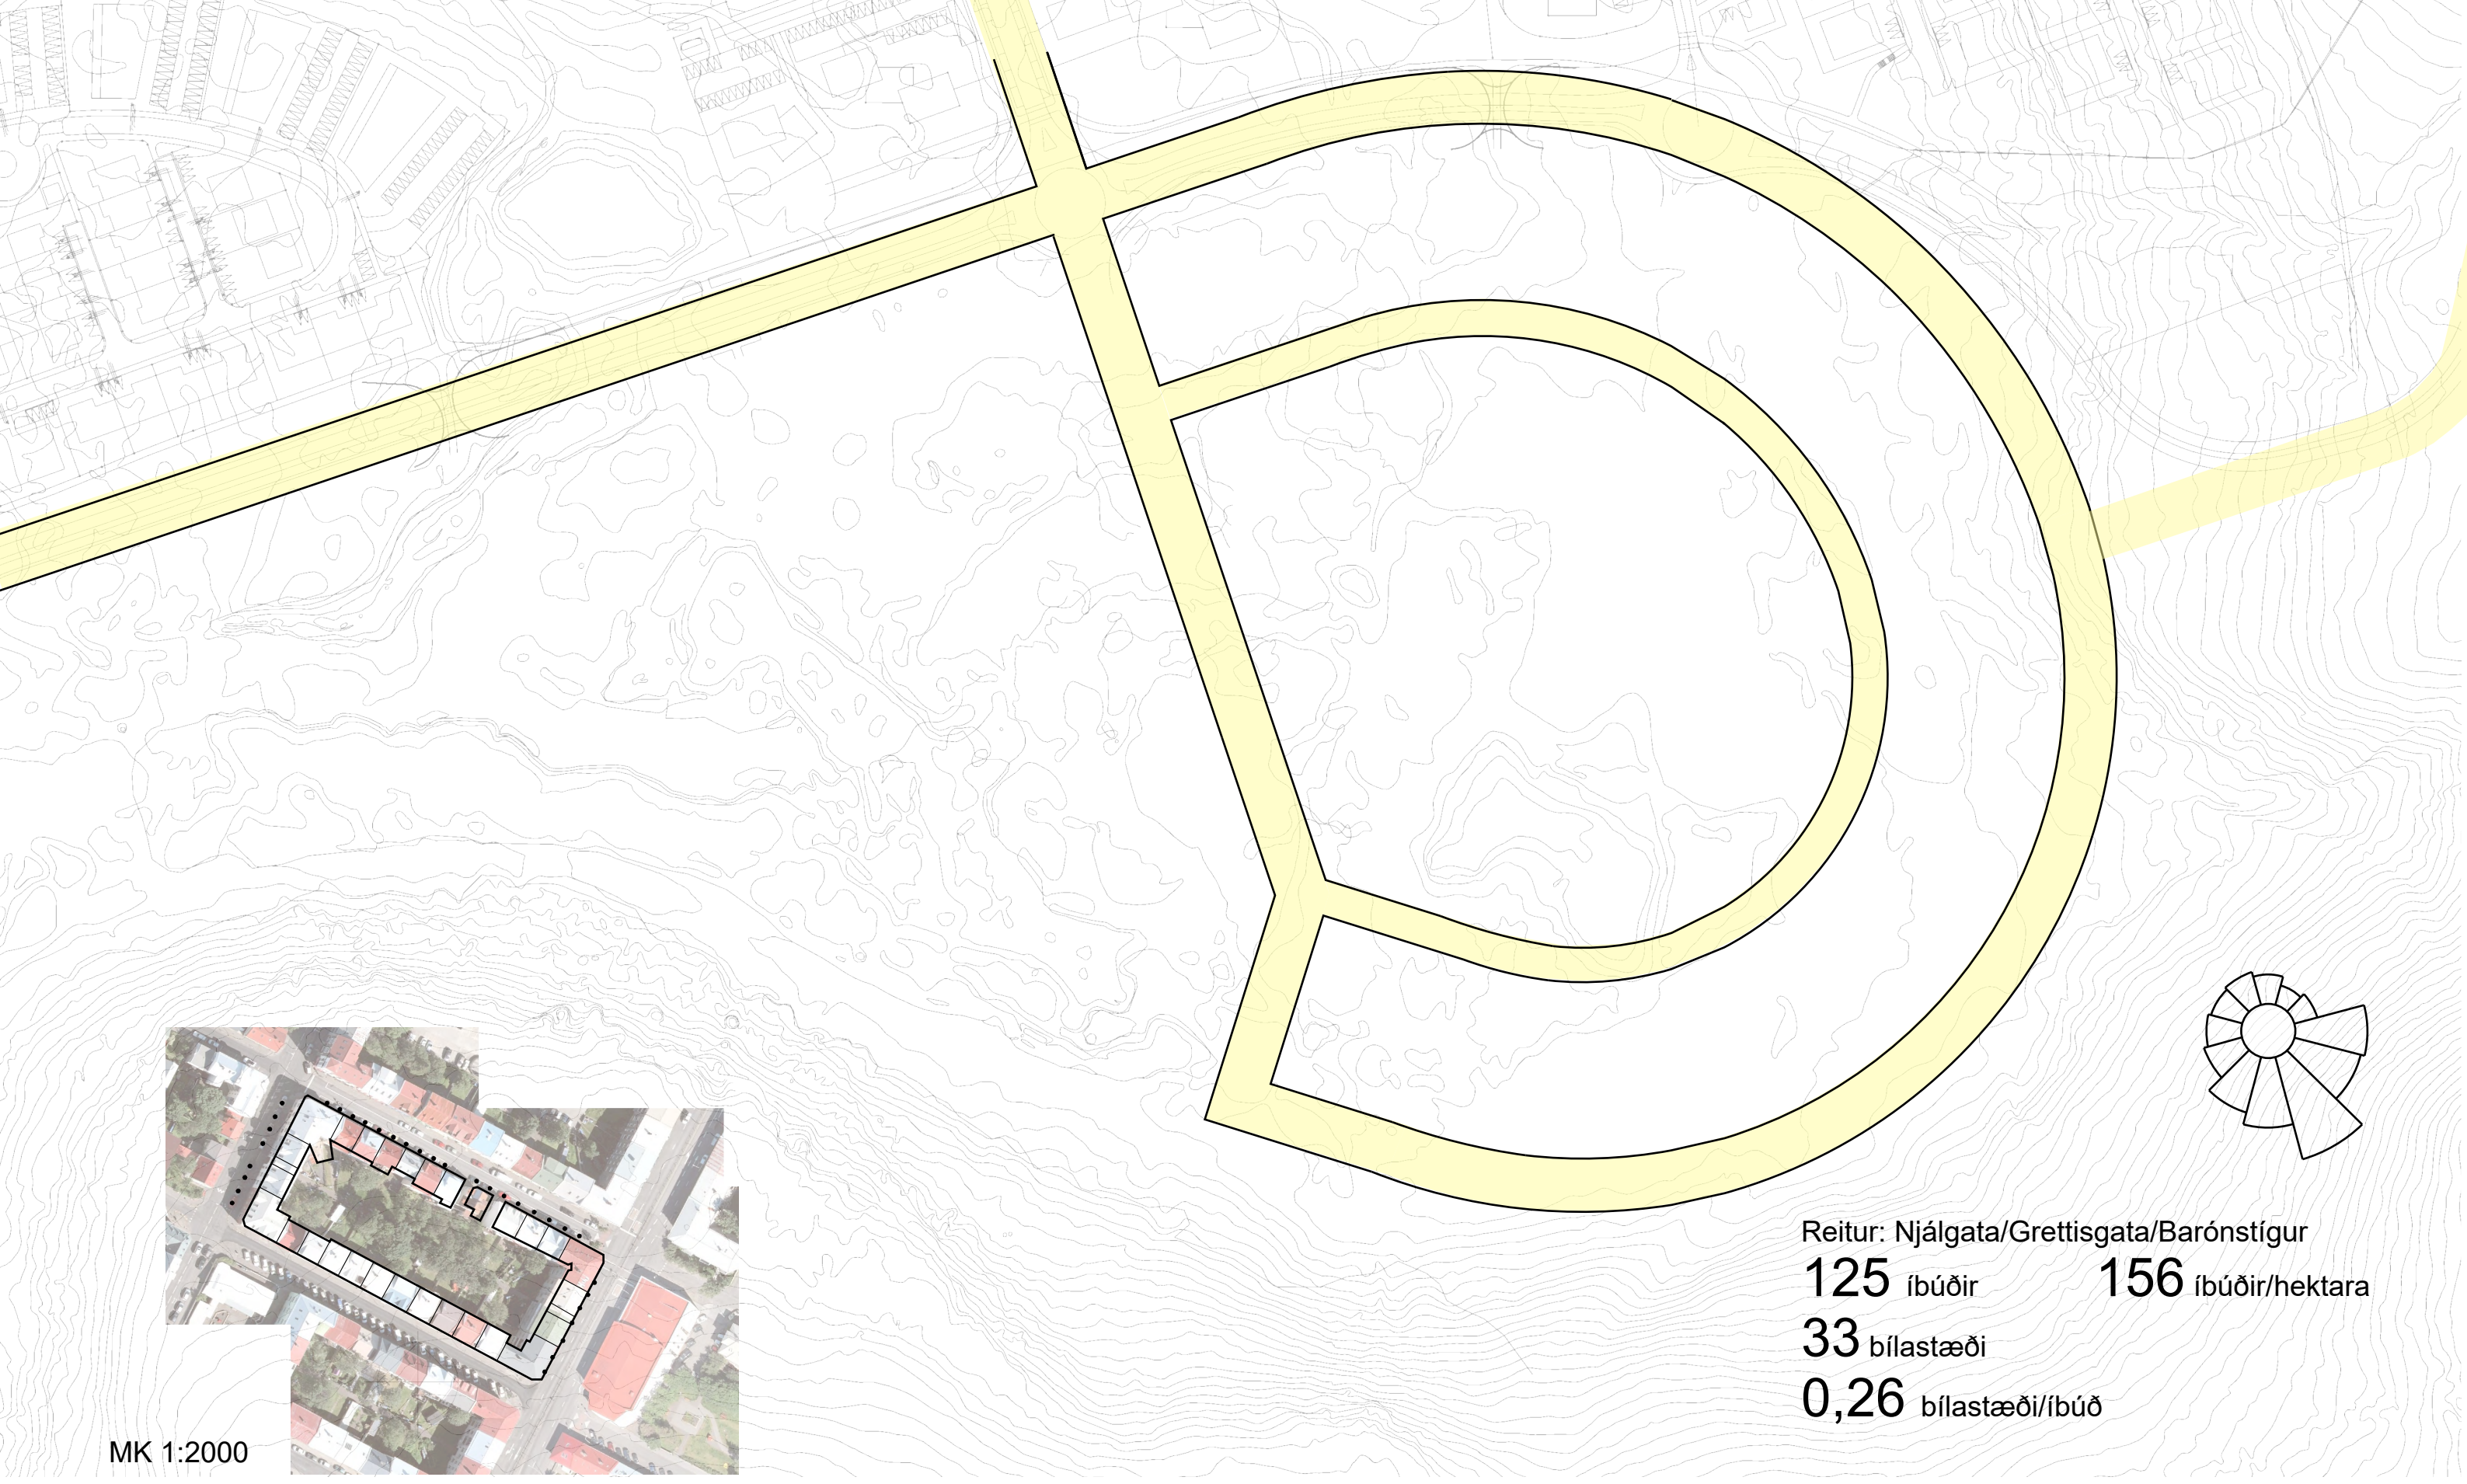 Reitur: Njálgata/Grettisgata/Barónstígur
125 íbúðir 156 íbúðir/hektara
33 bílastæði
0,26 bílastæði/íbúð
MK 1:2000